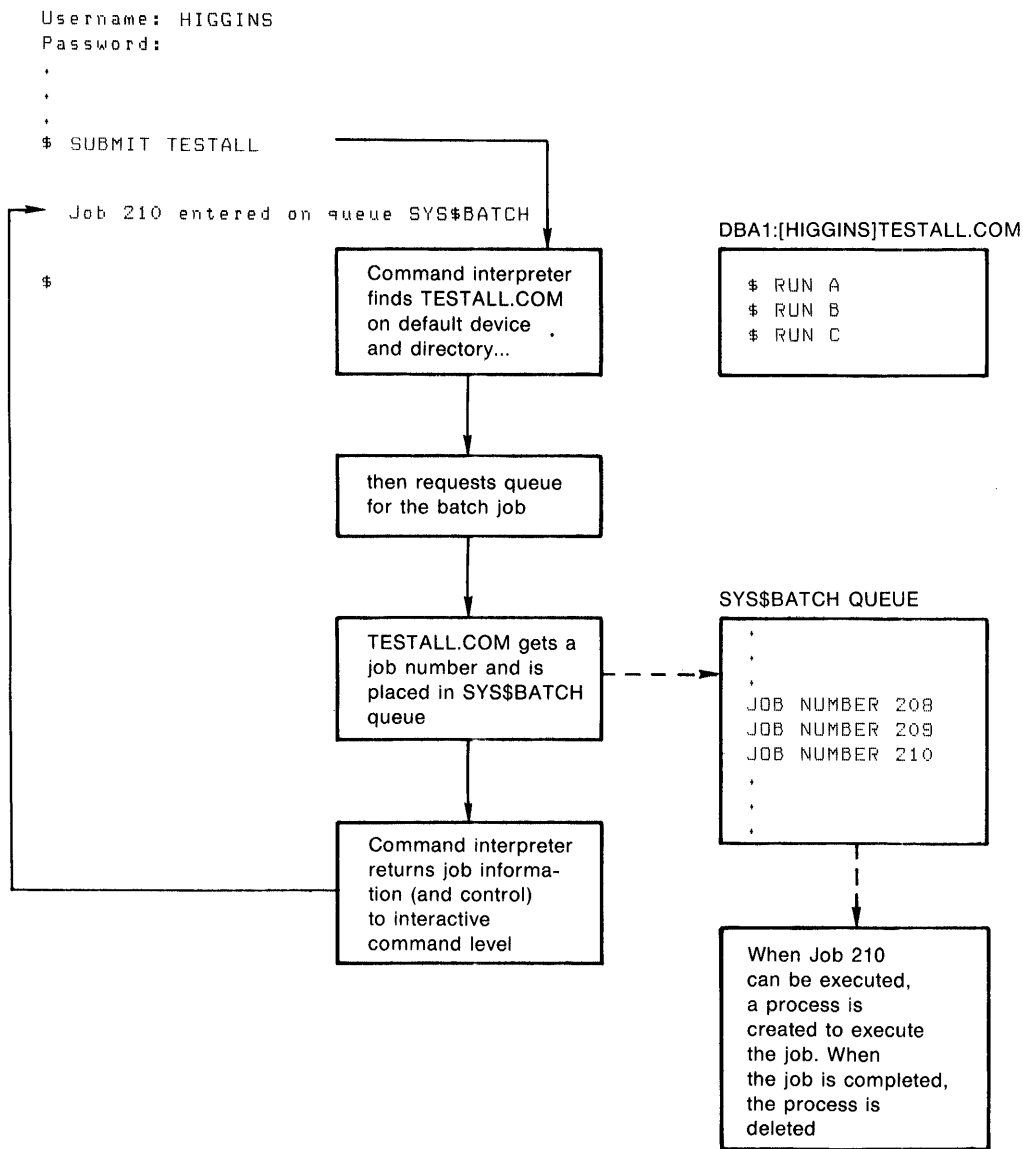 Username: HIGGINS
Password:
.
.
.
$ SUBMIT TESTALL
Job 210 entered on queue SYS$BATCH
$
Command interpreter
finds TESTALL.COM
on default device
and directory...
DBA1:[HIGGINS]TESTALL.COM
$ RUN A
$ RUN B
$ RUN C
then requests queue
for the batch job
TESTALL.COM gets a
job number and is
placed in SYS$BATCH
queue
SYS$BATCH QUEUE
.
.
.
JOB NUMBER 208
JOB NUMBER 209
JOB NUMBER 210
.
.
.
Command interpreter
returns job informa-
tion (and control)
to interactive
command level
When Job 210
can be executed,
a process is
created to execute
the job. When
the job is completed,
the process is
deleted